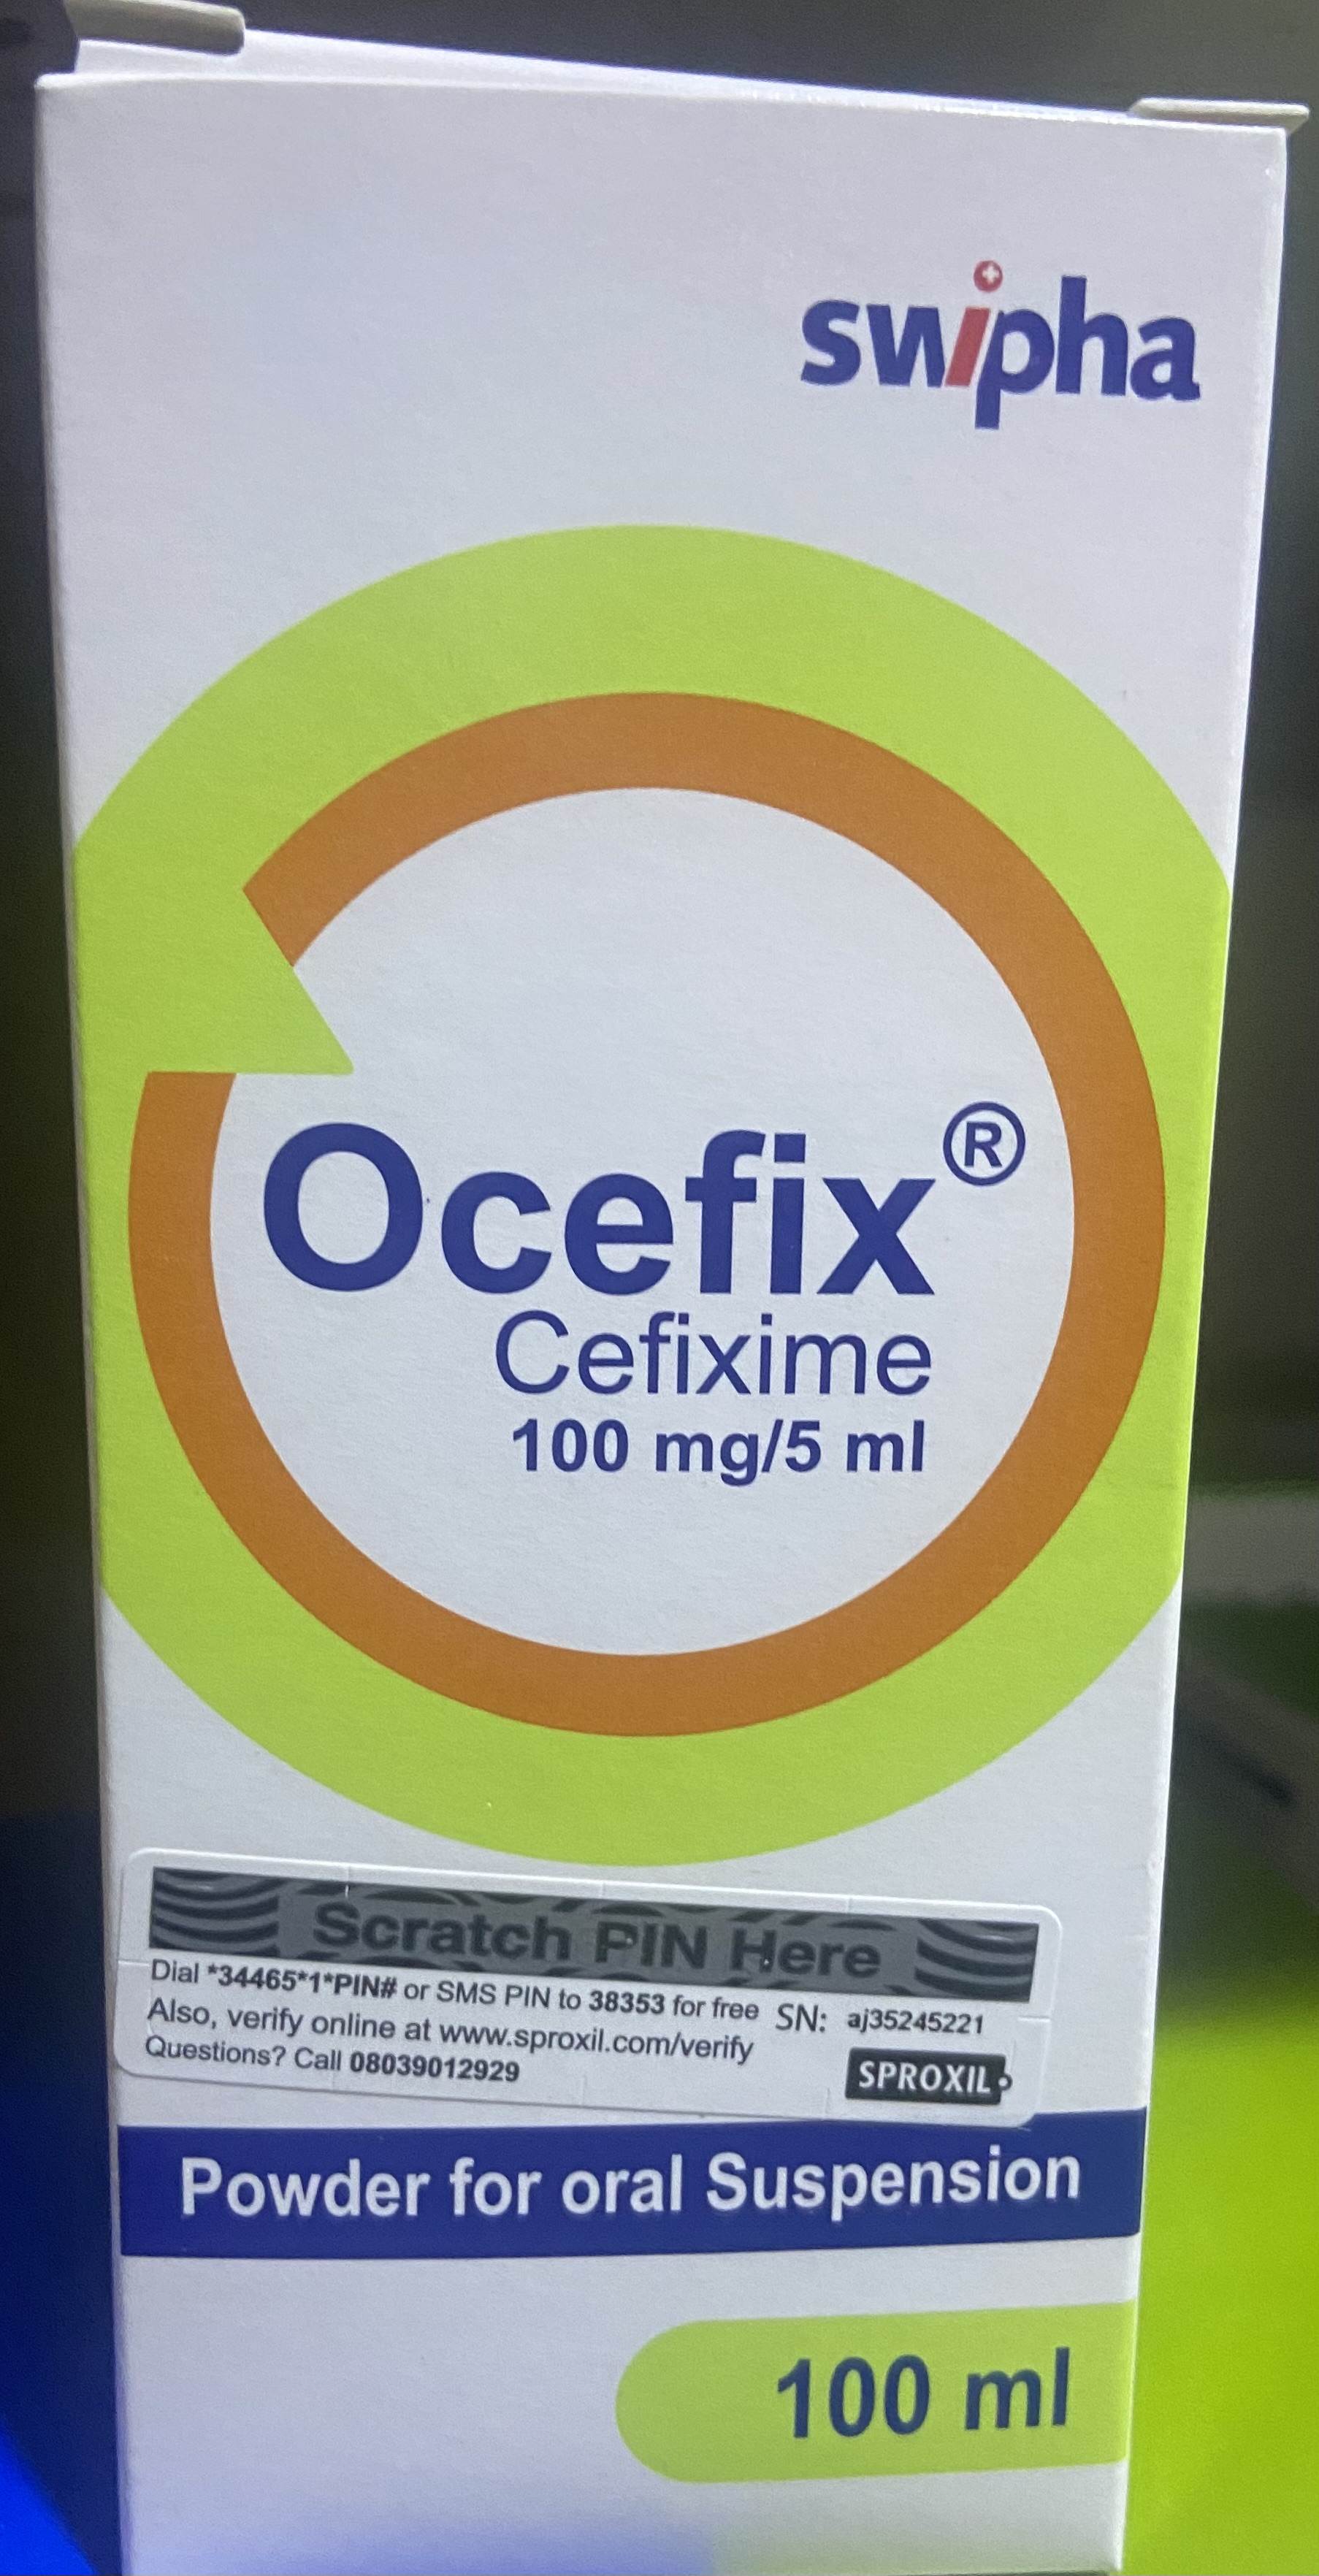 swipha
Ocefix®
Cefixime
100 mg/5 ml
Scratch PIN Here
Dial *34465*1*PIN# or SMS PIN to 38353 for free SN: aj35245221
Also, verify online at www.sproxil.com/verify
Questions? Call 08039012929
SPROXIL
Powder for oral Suspension
100 ml